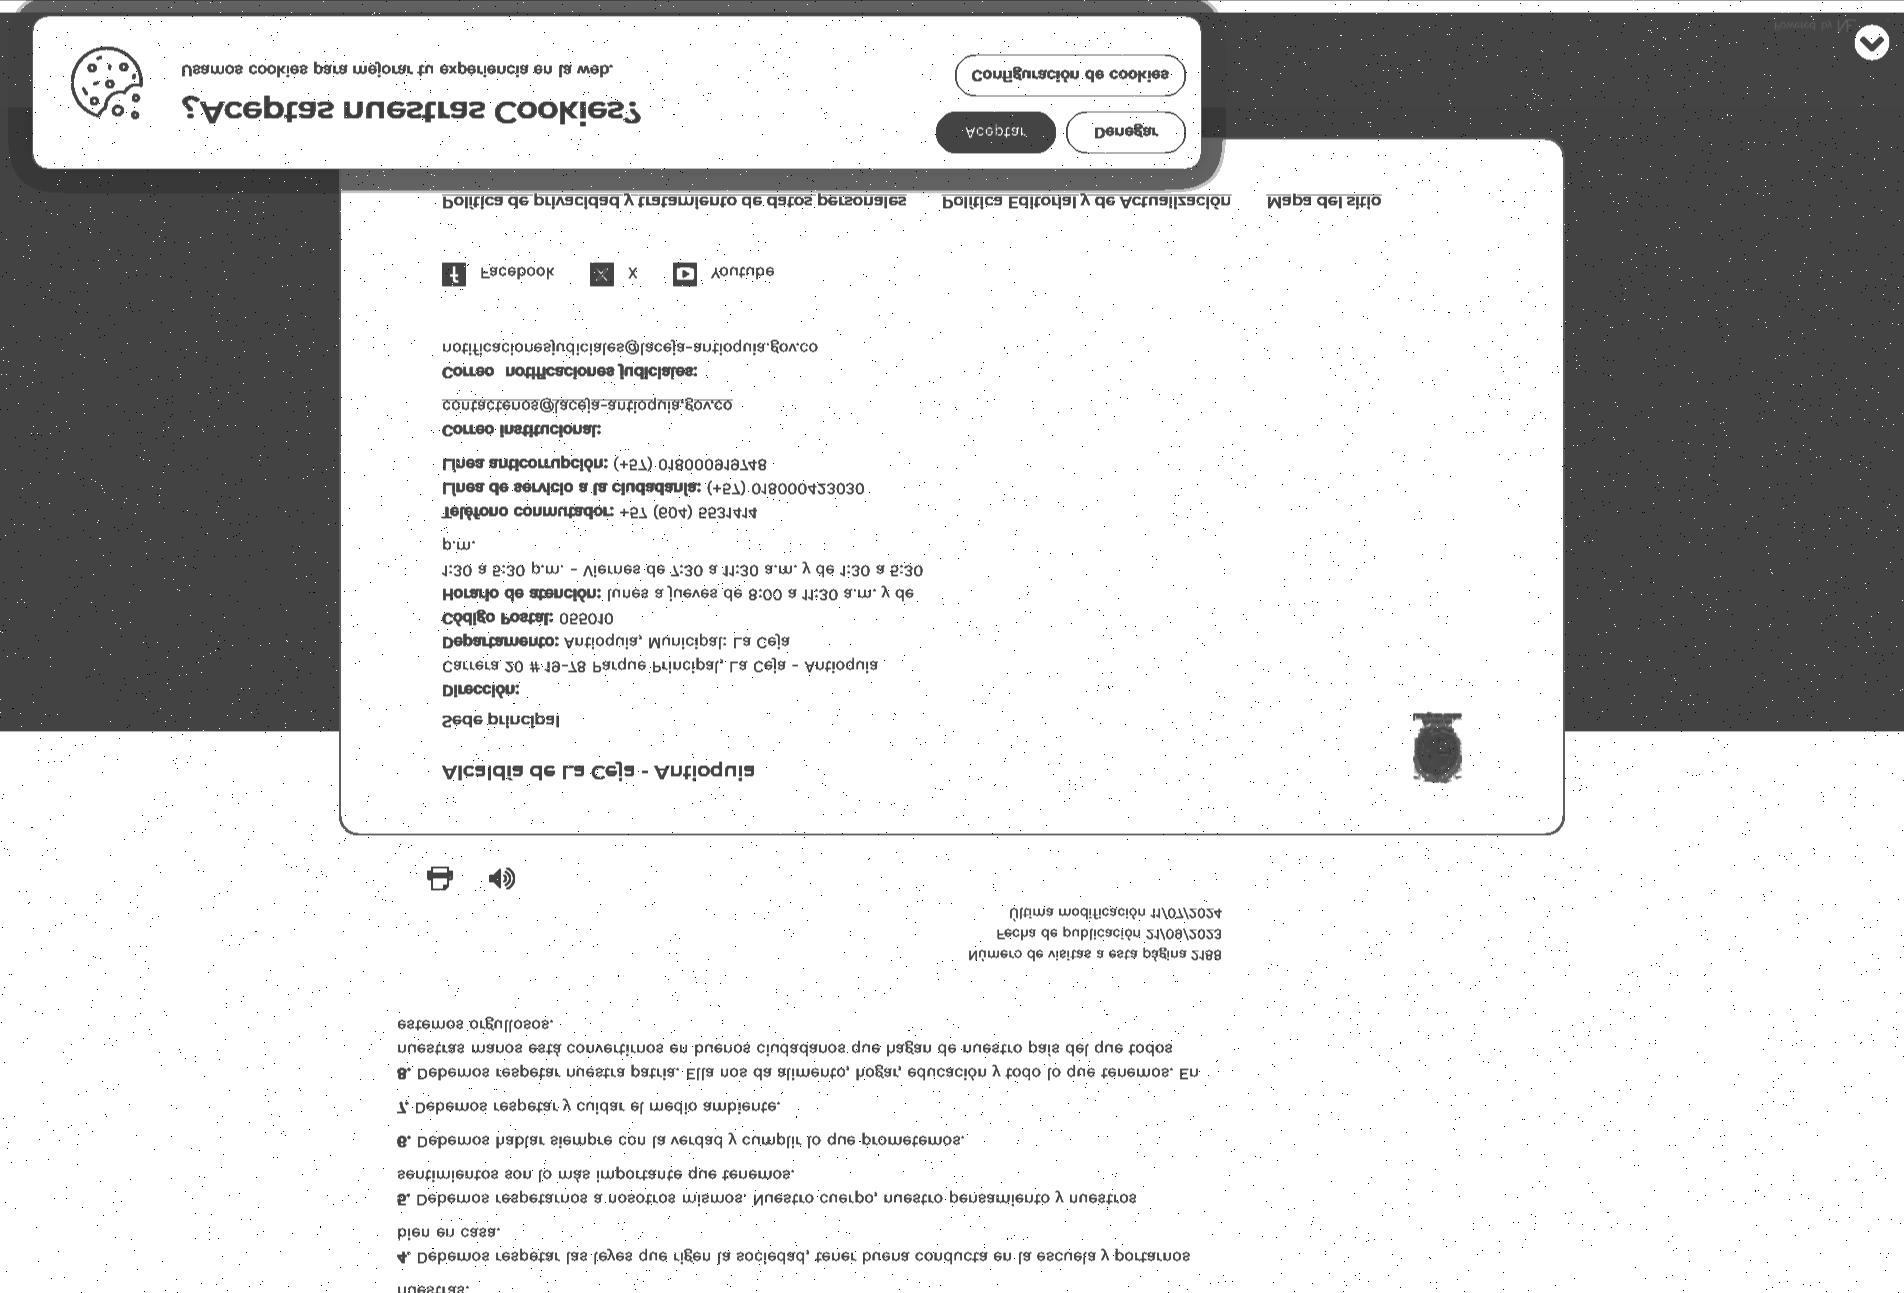 nuestras.
4. Debemos respetar las leyes que rigen la sociedad, tener buena conducta en la escuela y portarnos
bien en casa.
5. Debemos respetarnos a nosotros mismos. Nuestro cuerpo, nuestro pensamiento y nuestros
sentimientos son lo más importante que tenemos.
6. Debemos hablar siempre con la verdad y cumplir lo que prometemos.
7. Debemos respetar y cuidar el medio ambiente.
8. Debemos respetar nuestra patria. Ella nos da alimento, hogar, educación y todo lo que tenemos. En
nuestras manos está convertirnos en buenos ciudadanos que hagan de nuestro país del que todos
estemos orgullosos.
Número de visitas a esta página 2188
Fecha de publicación 21/09/2023
Última modificación 11/07/2024
Alcaldía de La Ceja - Antioquia
Sede principal
Dirección:
Carrera 20 # 19-78 Parque Principal, La Ceja - Antioquia
Departamento: Antioquia, Municipal: La Ceja
Código Postal: 055010
Horario de atención: lunes a jueves de 8:00 a 11:30 a.m. y de
1:30 a 5:30 p.m. - Viernes de 7:30 a 11:30 a.m. y de 1:30 a 5:30
p.m.
Teléfono conmutador: +57 (604) 5531414
Línea de servicio a la ciudadanía: (+57) 018000423030
Línea anticorrupción: (+57) 018000919748
Correo institucional:
contactenos@laceja-antioquia.gov.co
Correo notificaciones judiciales:
notificacionesjudiciales@laceja-antioquia.gov.co
Facebook X Youtube
Política de privacidad y tratamiento de datos personales Política Editorial y de Actualización Mapa del sitio
¿Aceptas nuestras Cookies?
Usamos cookies para mejorar tu experiencia en la web.
Aceptar Denegar
Configuración de cookies
Powered by